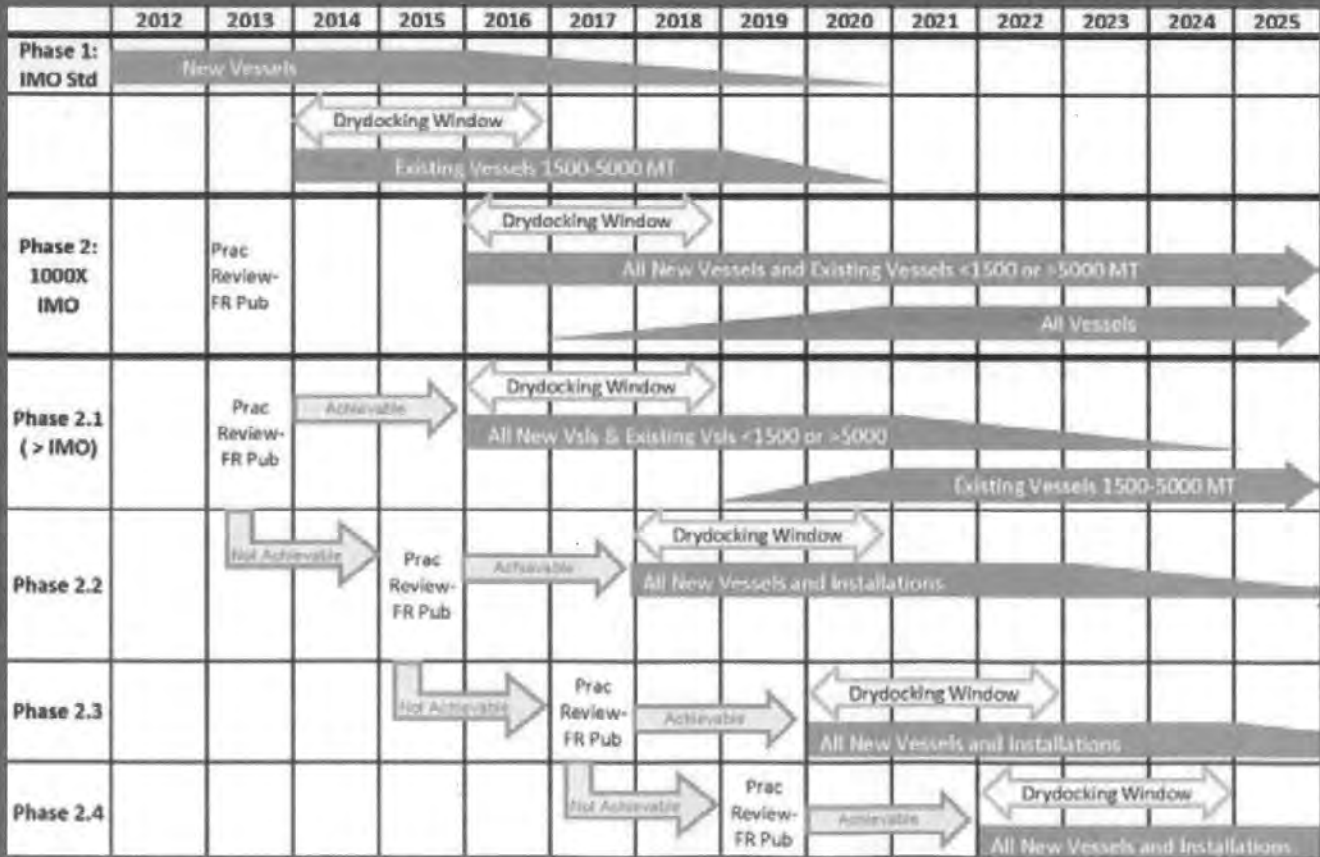 2012 2013 2014 2015 2016 2017 2018 2019 2020 2021 2022 2023 2024 2025
Phase 1:
IMO Std
New Vessels
Drydocking Window
Existing Vessels 1500-5000 MT
Phase 2:
1000X
IMO
Prac
Review-
FR Pub
Drydocking Window
All New Vessels and Existing Vessels <1500 or >5000 MT
All Vessels
Phase 2.1
( > IMO)
Prac
Review-
FR Pub
Achievable
Drydocking Window
All New Vsls & Existing Vsls <1500 or >5000
Existing Vessels 1500-5000 MT
Phase 2.2
Not Achievable
Prac
Review-
FR Pub
Achievable
Drydocking Window
All New Vessels and Installations
Phase 2.3
Not Achievable
Prac
Review-
FR Pub
Achievable
Drydocking Window
All New Vessels and Installations
Phase 2.4
Not Achievable
Prac
Review-
FR Pub
Achievable
Drydocking Window
All New Vessels and Installations